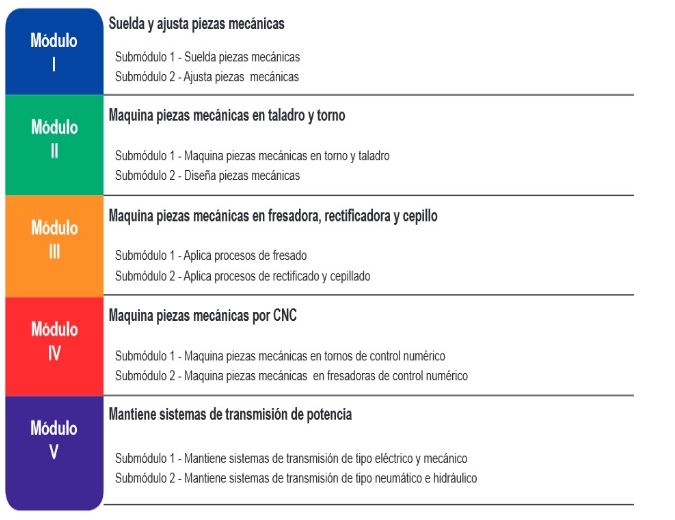 Módulo
I
Suelda y ajusta piezas mecánicas
Submódulo 1 - Suelda piezas mecánicas
Submódulo 2 - Ajusta piezas mecánicas
Módulo
II
Maquina piezas mecánicas en taladro y torno
Submódulo 1 - Maquina piezas mecánicas en torno y taladro
Submódulo 2 - Diseña piezas mecánicas
Módulo
III
Maquina piezas mecánicas en fresadora, rectificadora y cepillo
Submódulo 1 - Aplica procesos de fresado
Submódulo 2 - Aplica procesos de rectificado y cepillado
Módulo
IV
Maquina piezas mecánicas por CNC
Submódulo 1 - Maquina piezas mecánicas en tornos de control numérico
Submódulo 2 - Maquina piezas mecánicas en fresadoras de control numérico
Módulo
V
Mantiene sistemas de transmisión de potencia
Submódulo 1 - Mantiene sistemas de transmisión de tipo eléctrico y mecánico
Submódulo 2 - Mantiene sistemas de transmisión de tipo neumático e hidráulico